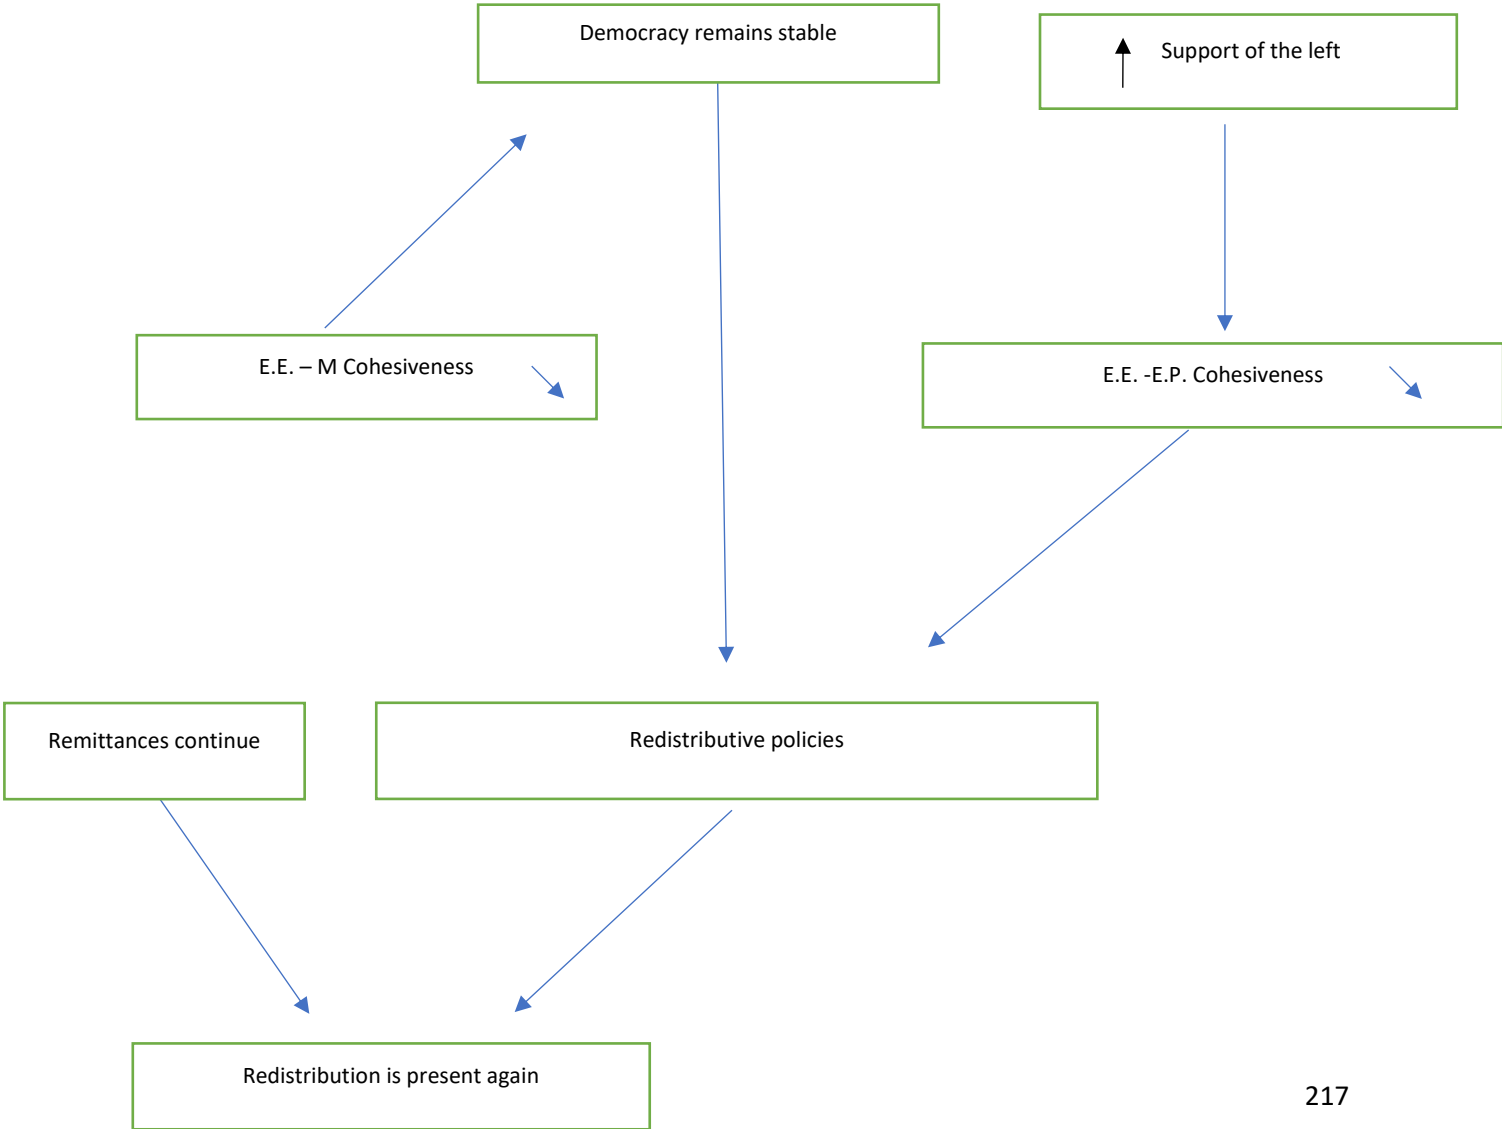 Democracy remains stable
Support of the left
E.E. – M Cohesiveness
E.E. -E.P. Cohesiveness
Remittances continue
Redistributive policies
Redistribution is present again
217